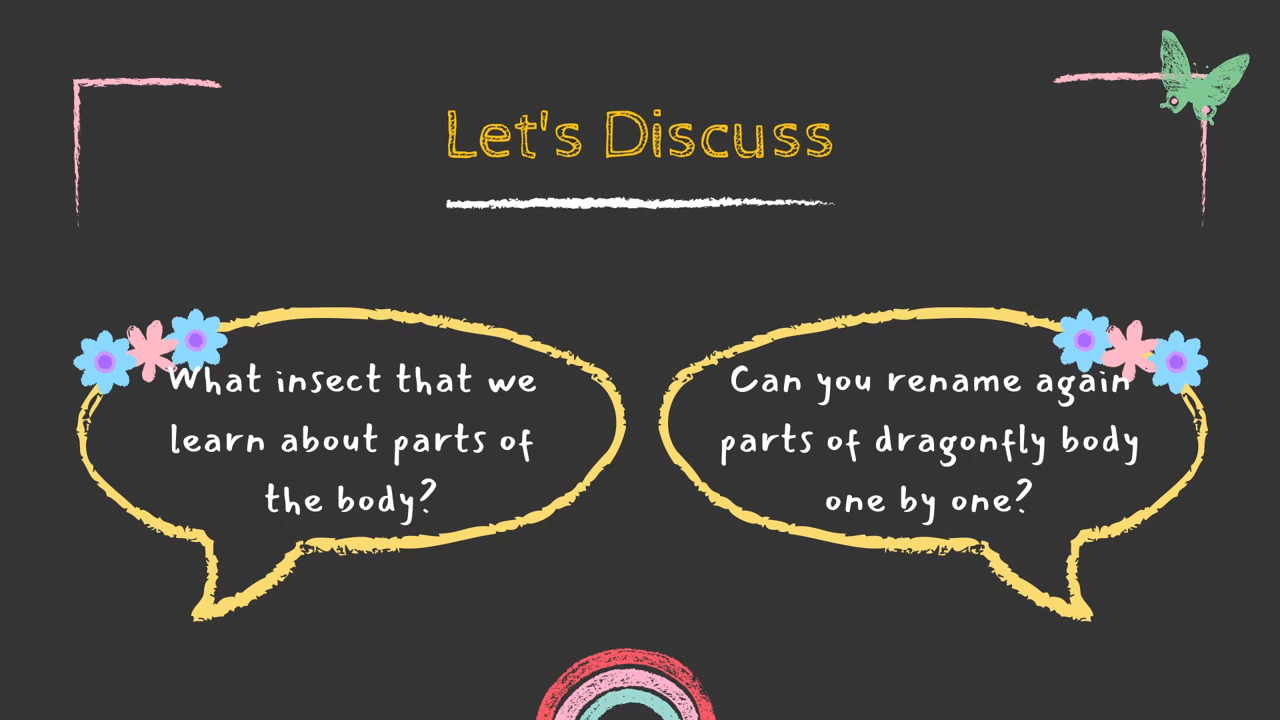 Let's Discuss
What insect that we
learn about parts of
the body?
Can you rename again
parts of dragonfly body
one by one?